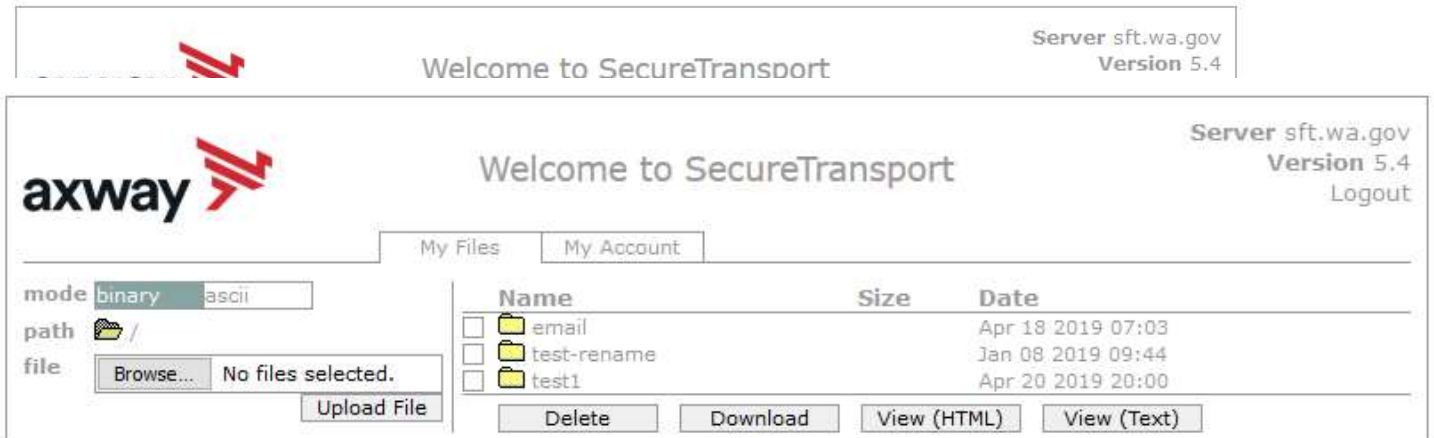 Server sft.wa.gov
Welcome to SecureTransport
Version 5.4
Server sft.wa.gov
axway
Welcome to SecureTransport
Version 5.4
Logout
My Files My Account
mode binary ascii
Name Size Date
path /
email Apr 18 2019 07:03
test-rename Jan 08 2019 09:44
file
Browse... No files selected.
test1 Apr 20 2019 20:00
Upload File
Delete Download View (HTML) View (Text)